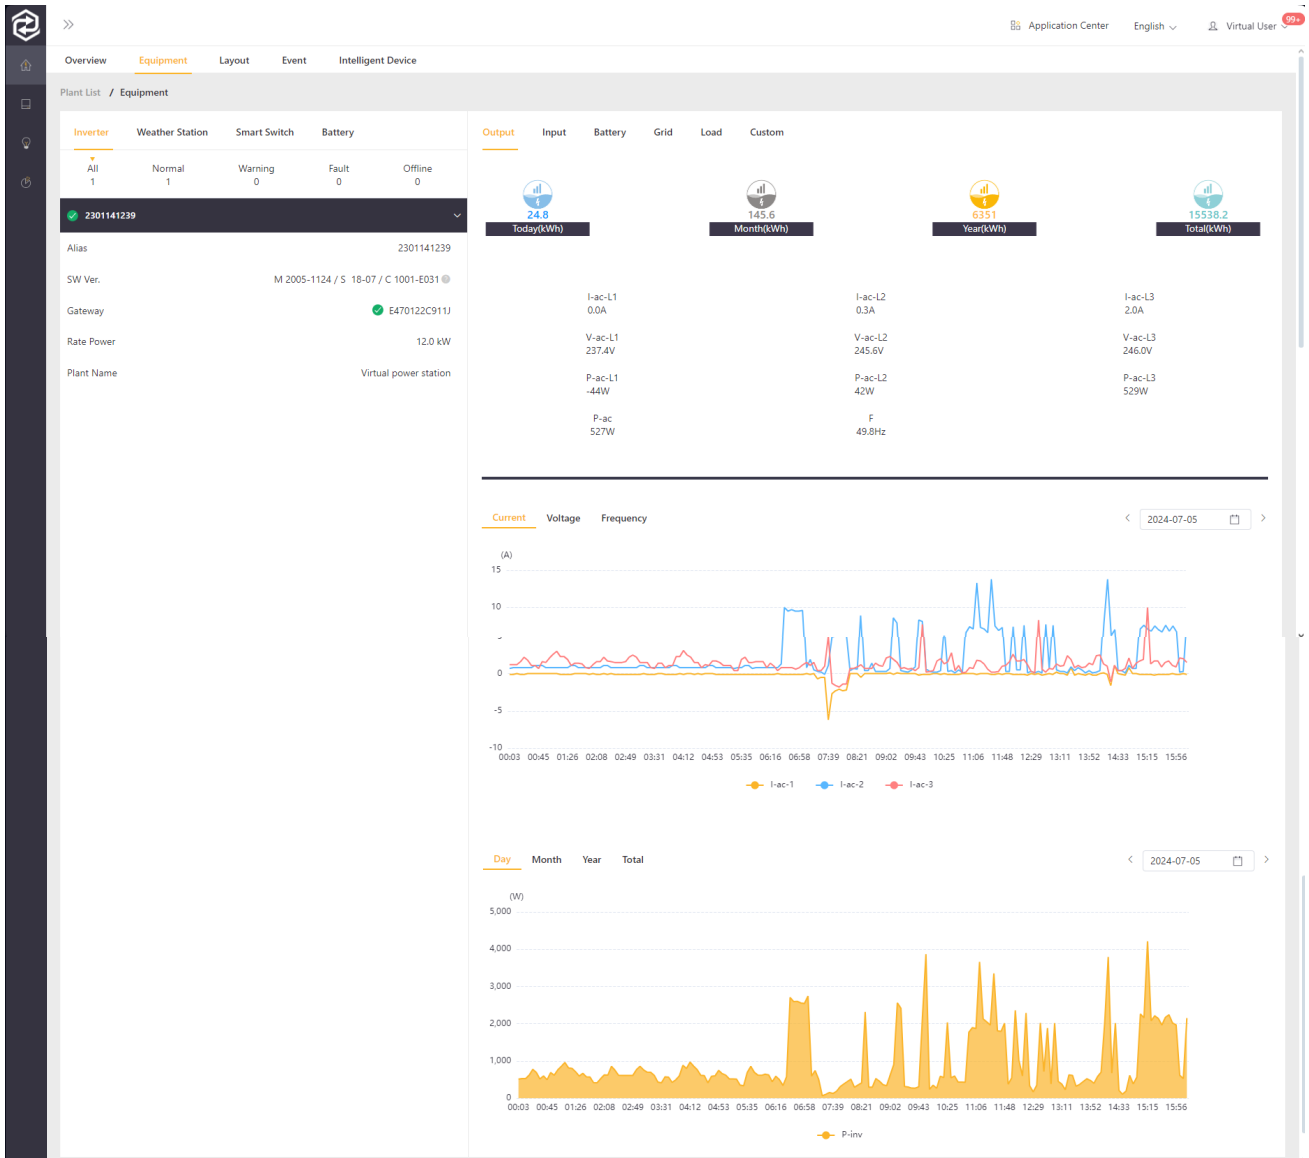 Application Center English Virtual User 99+
Overview Equipment Layout Event Intelligent Device
Plant List / Equipment
Inverter Weather Station Smart Switch Battery
All Normal Warning Fault Offline
1 1 0 0 0
2301141239
Alias 2301141239
SW Ver. M 2005-1124 / S 18-07 / C 1001-E031
Gateway E470122C911J
Rate Power 12.0 kW
Plant Name Virtual power station
Output Input Battery Grid Load Custom
24.8 145.6 6351 15538.2
Today(kWh) Month(kWh) Year(kWh) Total(kWh)
I-ac-L1 I-ac-L2 I-ac-L3
0.0A 0.3A 2.0A
V-ac-L1 V-ac-L2 V-ac-L3
237.4V 245.6V 246.0V
P-ac-L1 P-ac-L2 P-ac-L3
-44W 42W 529W
P-ac F
527W 49.8Hz
Current Voltage Frequency 2024-07-05
(A)
15
10
0
-5
-10
00:03 00:45 01:26 02:08 02:49 03:31 04:12 04:53 05:35 06:16 06:58 07:39 08:21 09:02 09:43 10:25 11:06 11:48 12:29 13:11 13:52 14:33 15:15 15:56
I-ac-1 I-ac-2 I-ac-3
Day Month Year Total 2024-07-05
(W)
5,000
4,000
3,000
2,000
1,000
0
00:03 00:45 01:26 02:08 02:49 03:31 04:12 04:53 05:35 06:16 06:58 07:39 08:21 09:02 09:43 10:25 11:06 11:48 12:29 13:11 13:52 14:33 15:15 15:56
P-inv